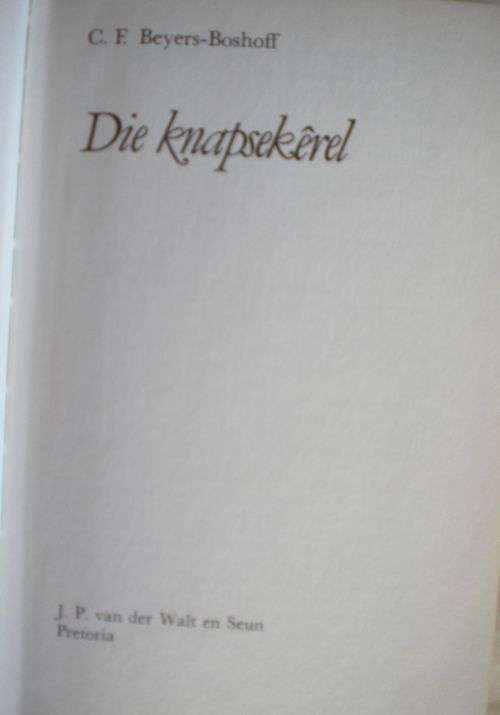 C. F. Beyers-Boshoff
Die knapsekêrel
J. P. van der Walt en Seun
Pretoria